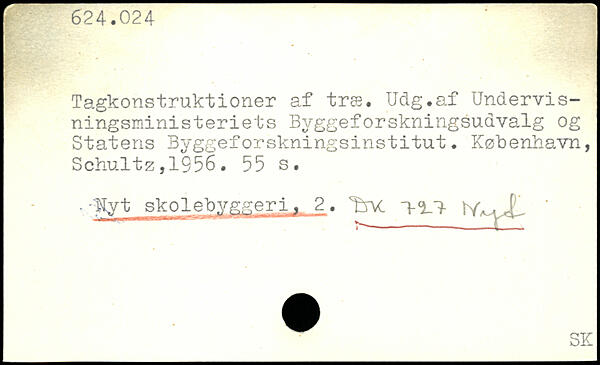 624.024
Tagkonstruktioner af træ. Udg.af Undervis-
ningsministeriets Byggeforskningsudvalg og
Statens Byggeforskningsinstitut. København,
Schultz,1956. 55 s.
Nyt skolebyggeri, 2. DK 727 Nyd
SK